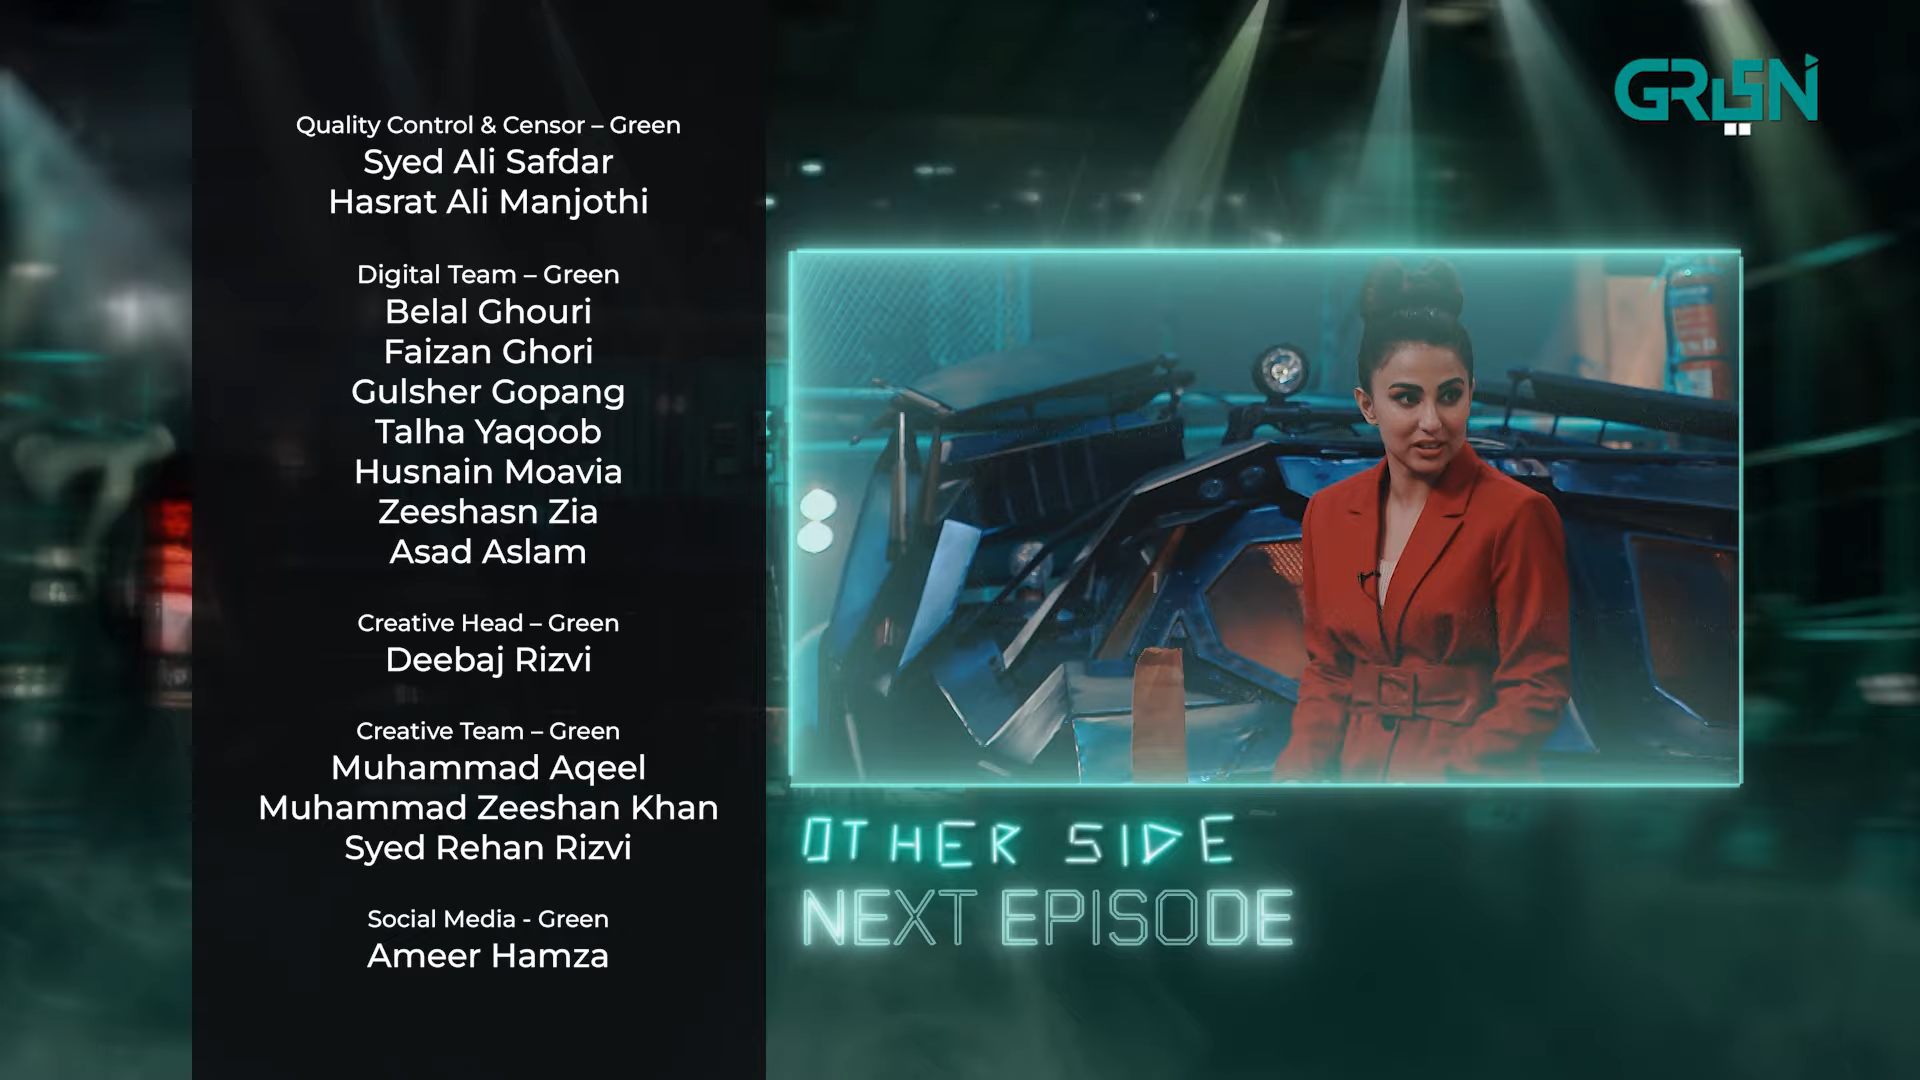 Quality Control & Censor – Green
Syed Ali Safdar
Hasrat Ali Manjothi
Digital Team – Green
Belal Ghouri
Faizan Ghori
Gulsher Gopang
Talha Yaqoob
Husnain Moavia
Zeeshasn Zia
Asad Aslam
Creative Head – Green
Deebaj Rizvi
Creative Team – Green
Muhammad Aqeel
Muhammad Zeeshan Khan
Syed Rehan Rizvi
Social Media - Green
Ameer Hamza
GREEN
OTHER SIDE
NEXT EPISODE